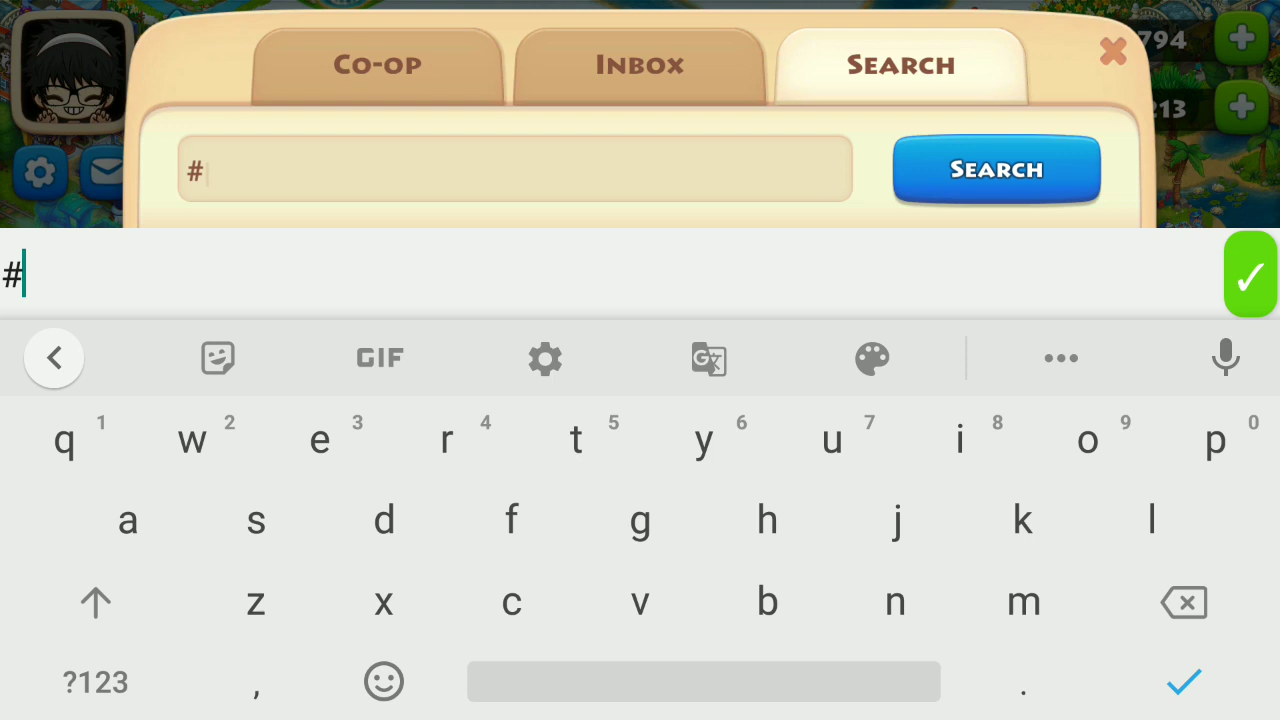 794
Co-op Inbox Search
213
# Search
#
GIF
q 1 w 2 e 3 r 4 t 5 y 6 u 7 i 8 o 9 p 0
a s d f g h j k l
z x c v b n m
?123 , .